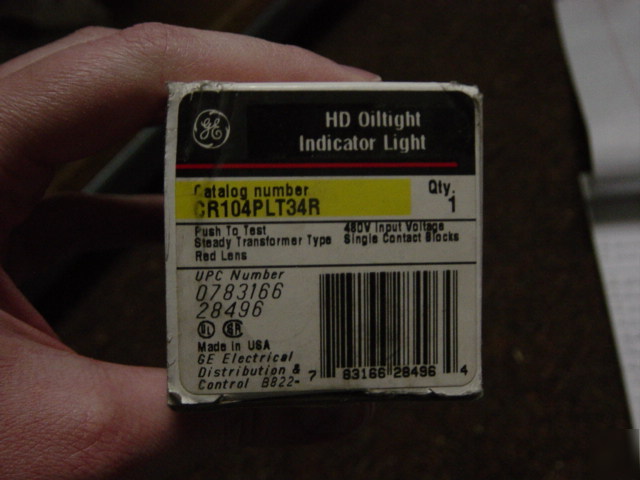 GE
HD Oiltight
Indicator Light
Catalog number
CR104PLT34R
Qty.
1
Push To Test
Steady Transformer Type
Red Lens
480V Input Voltage
Single Contact Blocks
UPC Number
0783166
28496
Made in USA
GE Electrical
Distribution &
Control B822-
7 83166 28496 4